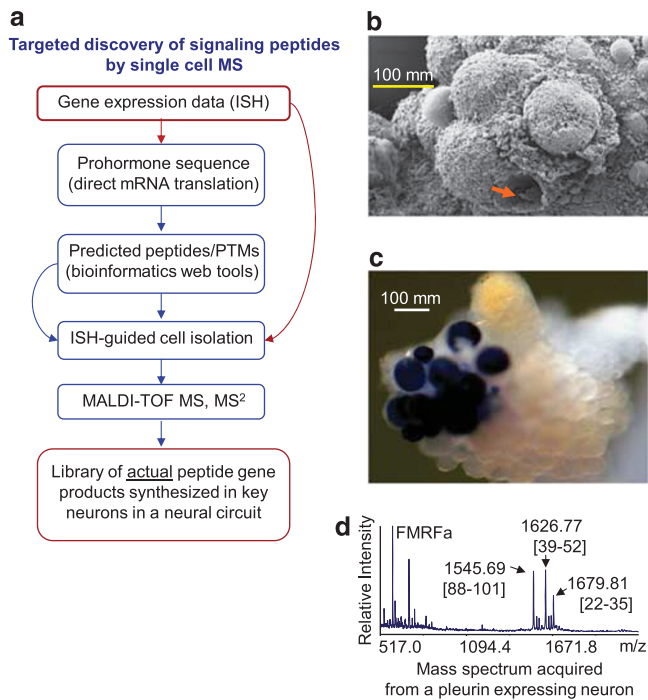 a
Targeted discovery of signaling peptides
by single cell MS
Gene expression data (ISH)
Prohormone sequence
(direct mRNA translation)
Predicted peptides/PTMs
(bioinformatics web tools)
ISH-guided cell isolation
MALDI-TOF MS, MS²
Library of actual peptide gene
products synthesized in key
neurons in a neural circuit
b
100 mm
c
100 mm
d
Relative Intensity
FMRFa
1545.69
[88-101]
1626.77
[39-52]
1679.81
[22-35]
517.0
1094.4
1671.8
m/z
Mass spectrum acquired
from a pleurin expressing neuron